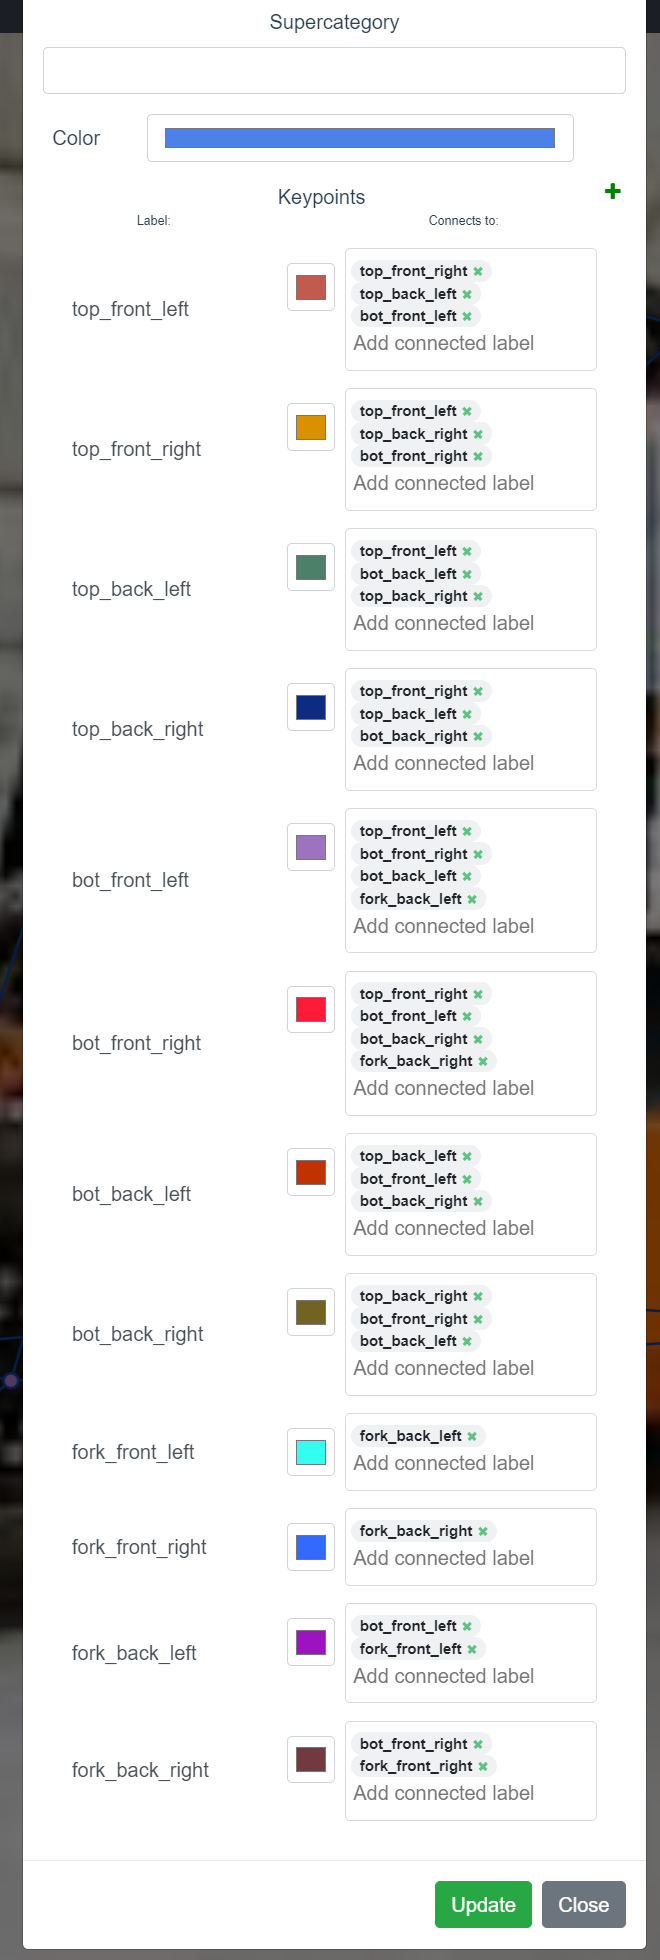 Supercategory
Color
Keypoints
Label: Connects to:
top_front_left
top_front_right
top_back_left
bot_front_left
Add connected label
top_front_right
top_front_left
top_back_right
bot_front_right
Add connected label
top_back_left
top_front_left
bot_back_left
top_back_right
Add connected label
top_back_right
top_front_right
top_back_left
bot_back_right
Add connected label
bot_front_left
top_front_left
bot_front_right
bot_back_left
fork_back_left
Add connected label
bot_front_right
top_front_right
bot_front_left
bot_back_right
fork_back_right
Add connected label
bot_back_left
top_back_left
bot_front_left
bot_back_right
Add connected label
bot_back_right
top_back_right
bot_front_right
bot_back_left
Add connected label
fork_front_left
fork_back_left
Add connected label
fork_front_right
fork_back_right
Add connected label
fork_back_left
bot_front_left
fork_front_left
Add connected label
fork_back_right
bot_front_right
fork_front_right
Add connected label
Update Close